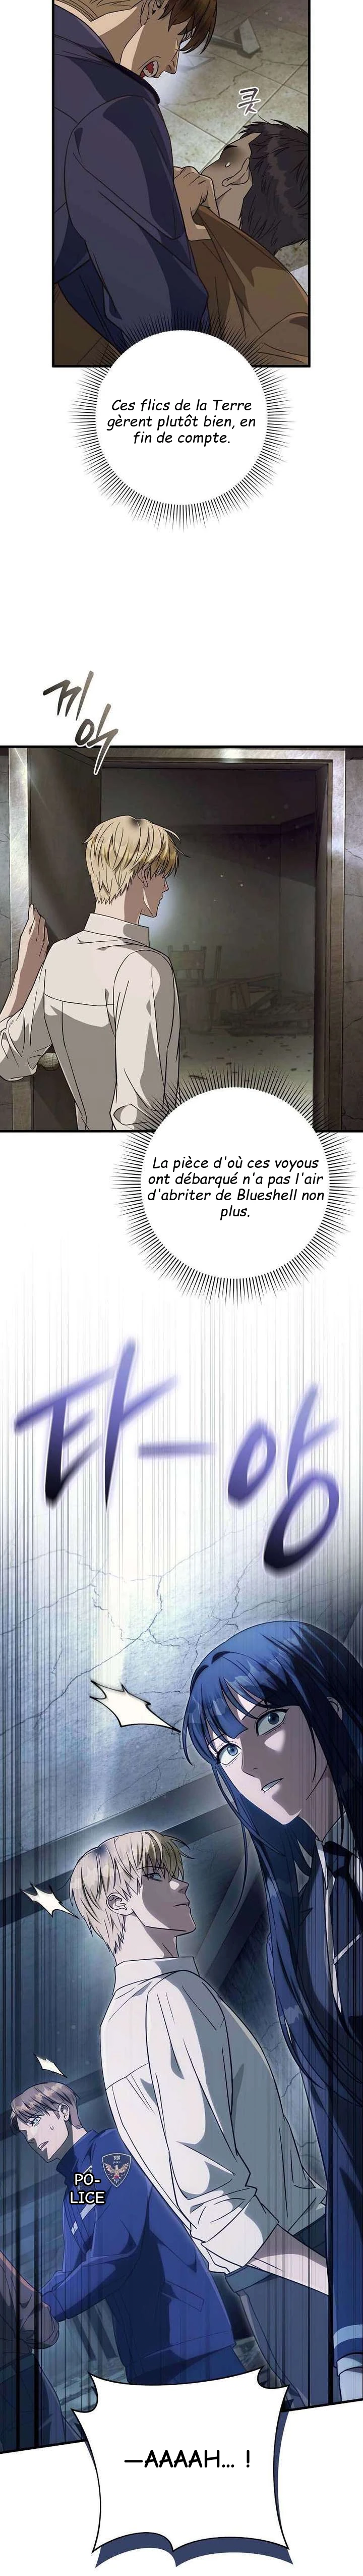 큿
Ces flics de la Terre
gèrent plutôt bien, en
fin de compte.
끼
야
La pièce d'où ces voyous
ont débarqué n'a pas l'air
d'abriter de Blueshell non
plus.
타-앙
PO-
LICE
—AAAAH... !